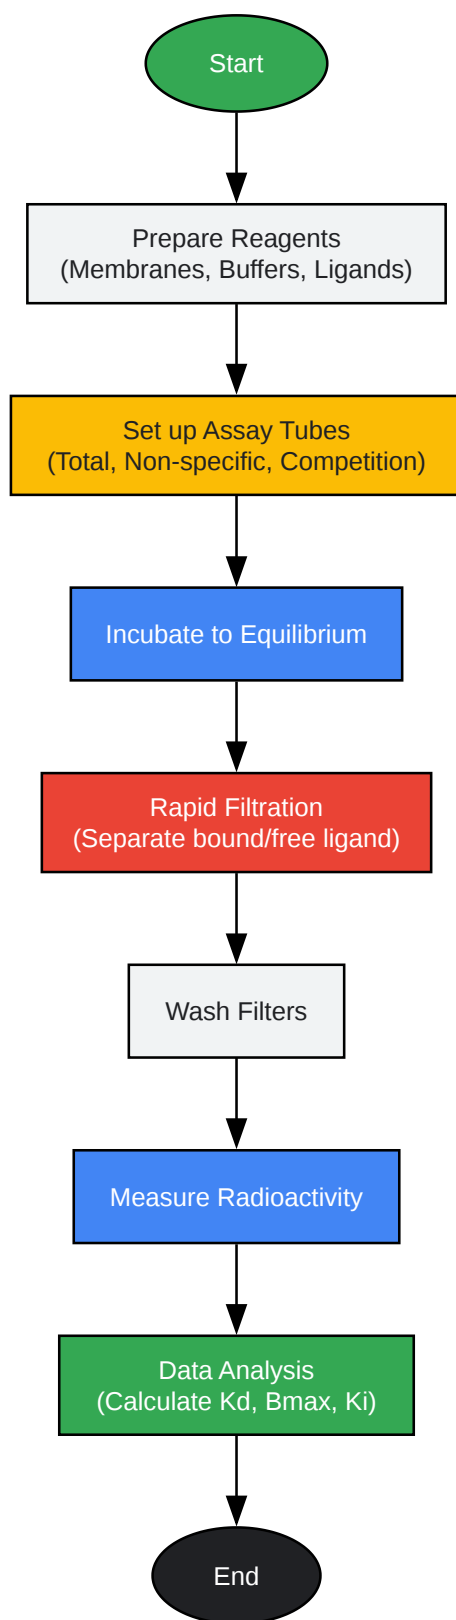 Start
Prepare Reagents
(Membranes, Buffers, Ligands)
Set up Assay Tubes
(Total, Non-specific, Competition)
Incubate to Equilibrium
Rapid Filtration
(Separate bound/free ligand)
Wash Filters
Measure Radioactivity
Data Analysis
(Calculate Kd, Bmax, Ki)
End